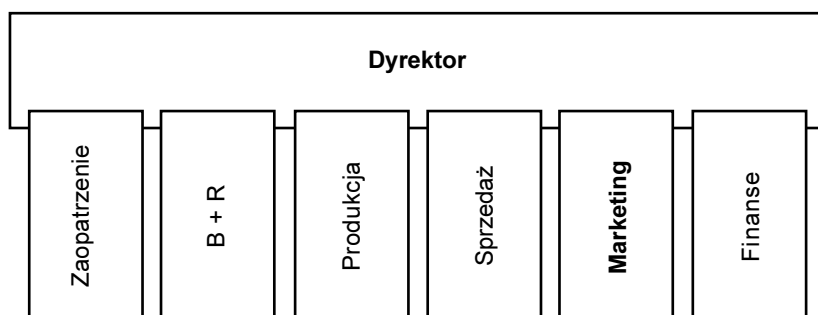 Dyrektor
Zaopatrzenie
B + R
Produkcja
Sprzedaż
Marketing
Finanse